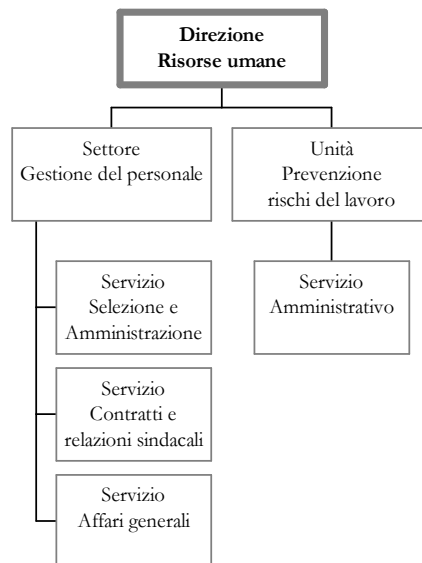 Direzione
Risorse umane
Settore
Gestione del personale
Unità
Prevenzione
rischi del lavoro
Servizio
Selezione e
Amministrazione
Servizio
Amministrativo
Servizio
Contratti e
relazioni sindacali
Servizio
Affari generali